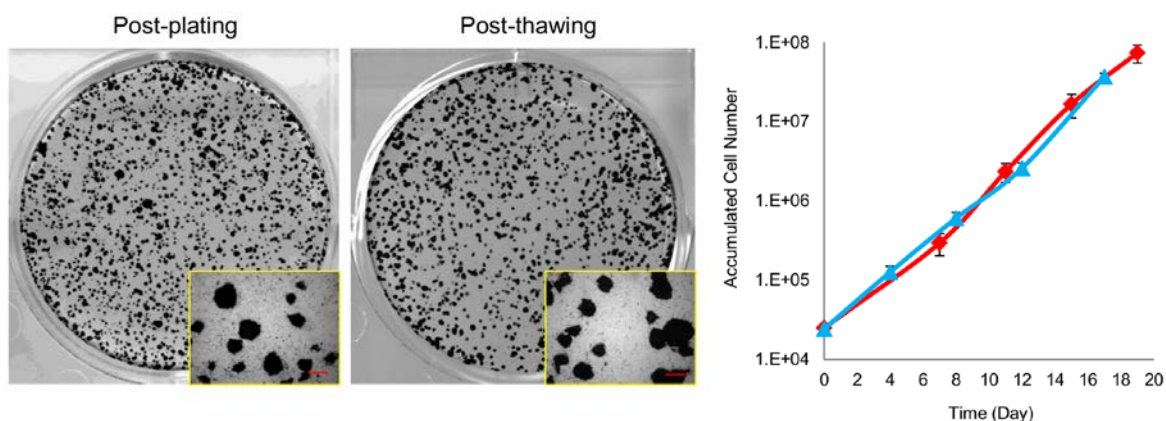 Post-plating
Post-thawing
Accumulated Cell Number
1.E+08
1.E+07
1.E+06
1.E+05
1.E+04
0 2 4 6 8 10 12 14 16 18 20
Time (Day)